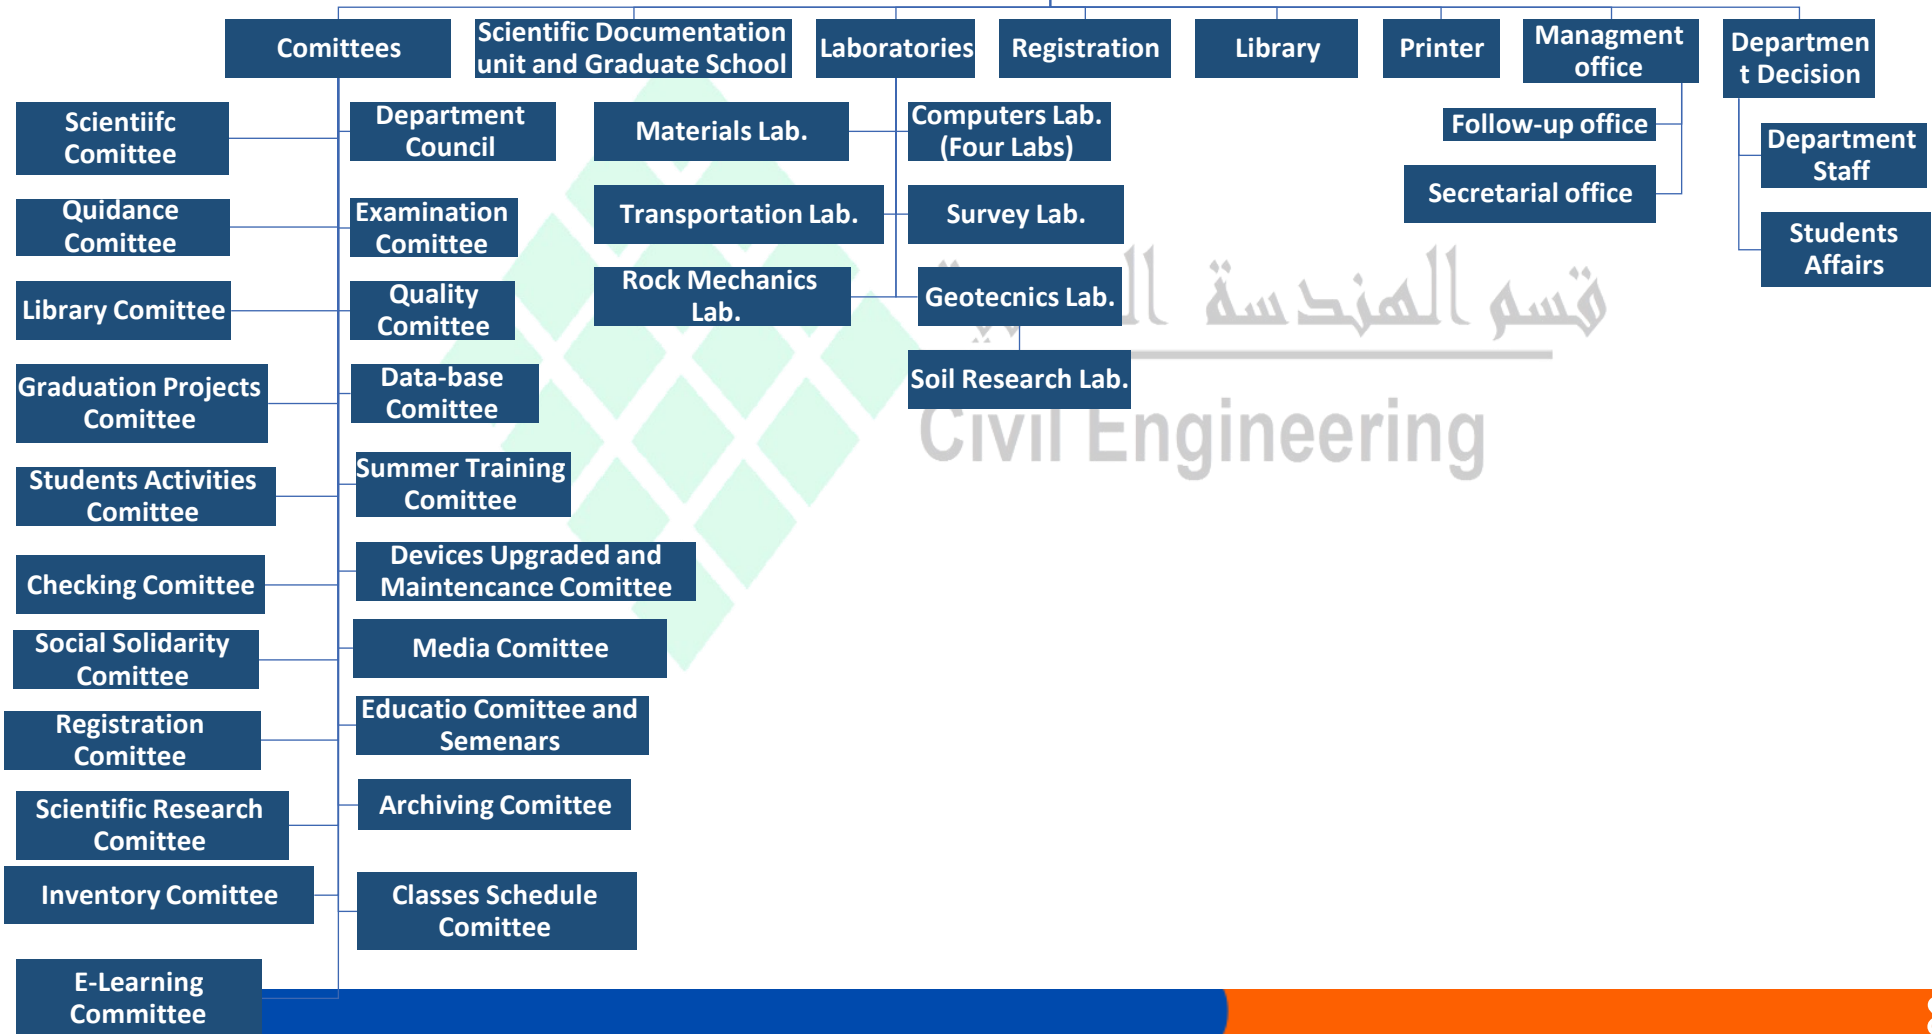 Comittees
Scientific Documentation
unit and Graduate School
Laboratories
Registration
Library
Printer
Managment
office
Departmen
t Decision
Scientiifc
Comittee
Department
Council
Quidance
Comittee
Examination
Comittee
Library Comittee
Quality
Comittee
Graduation Projects
Comittee
Data-base
Comittee
Students Activities
Comittee
Summer Training
Comittee
Checking Comittee
Devices Upgraded and
Maintencance Comittee
Social Solidarity
Comittee
Media Comittee
Registration
Comittee
Educatio Comittee and
Semenars
Scientific Research
Comittee
Archiving Comittee
Inventory Comittee
Classes Schedule
Comittee
E-Learning
Committee
Materials Lab.
Computers Lab.
(Four Labs)
Transportation Lab.
Survey Lab.
Rock Mechanics
Lab.
Geotecnics Lab.
Soil Research Lab.
Follow-up office
Secretarial office
Department
Staff
Students
Affairs
قسم الهندسة
Civil Engineering